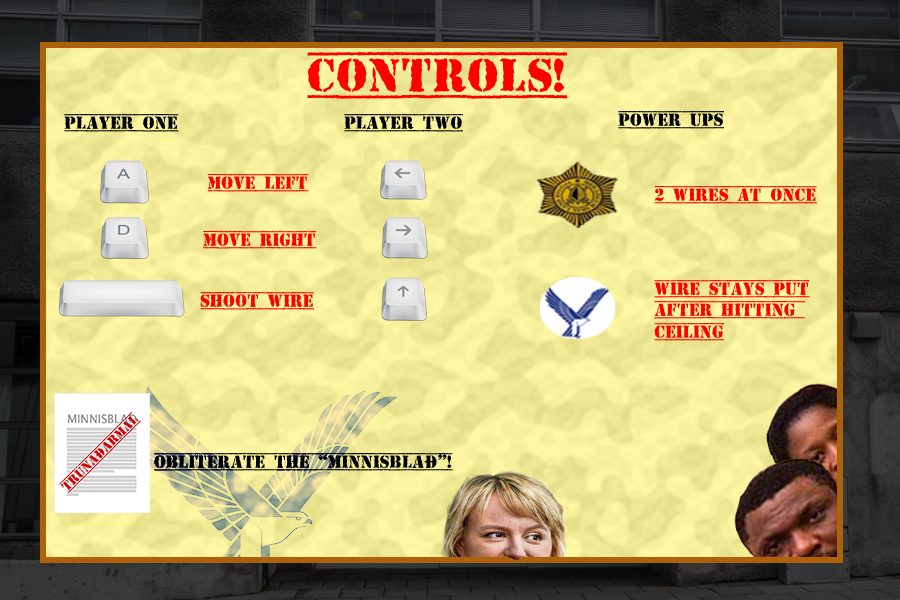 CONTROLS!
PLAYER ONE
PLAYER TWO
POWER UPS
A
MOVE LEFT
←
2 WIRES AT ONCE
D
MOVE RIGHT
→
SHOOT WIRE
↑
WIRE STAYS PUT
AFTER HITTING
CEILING
MINNISBLAÐ
TRUNAÐARMÁL
OBLITERATE THE “MINNISBLAÐ”!